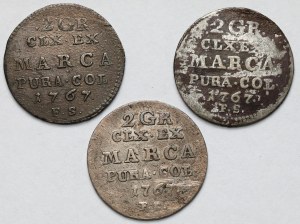 2 GR
CLX·EX
MARCA
PURA·COL·
1767
F.S.
2 GR
CLX·EX
MARCA
PURA·COL·
1767·
F.S.
2 GR
CLX·EX
MARCA
PURA·COL·